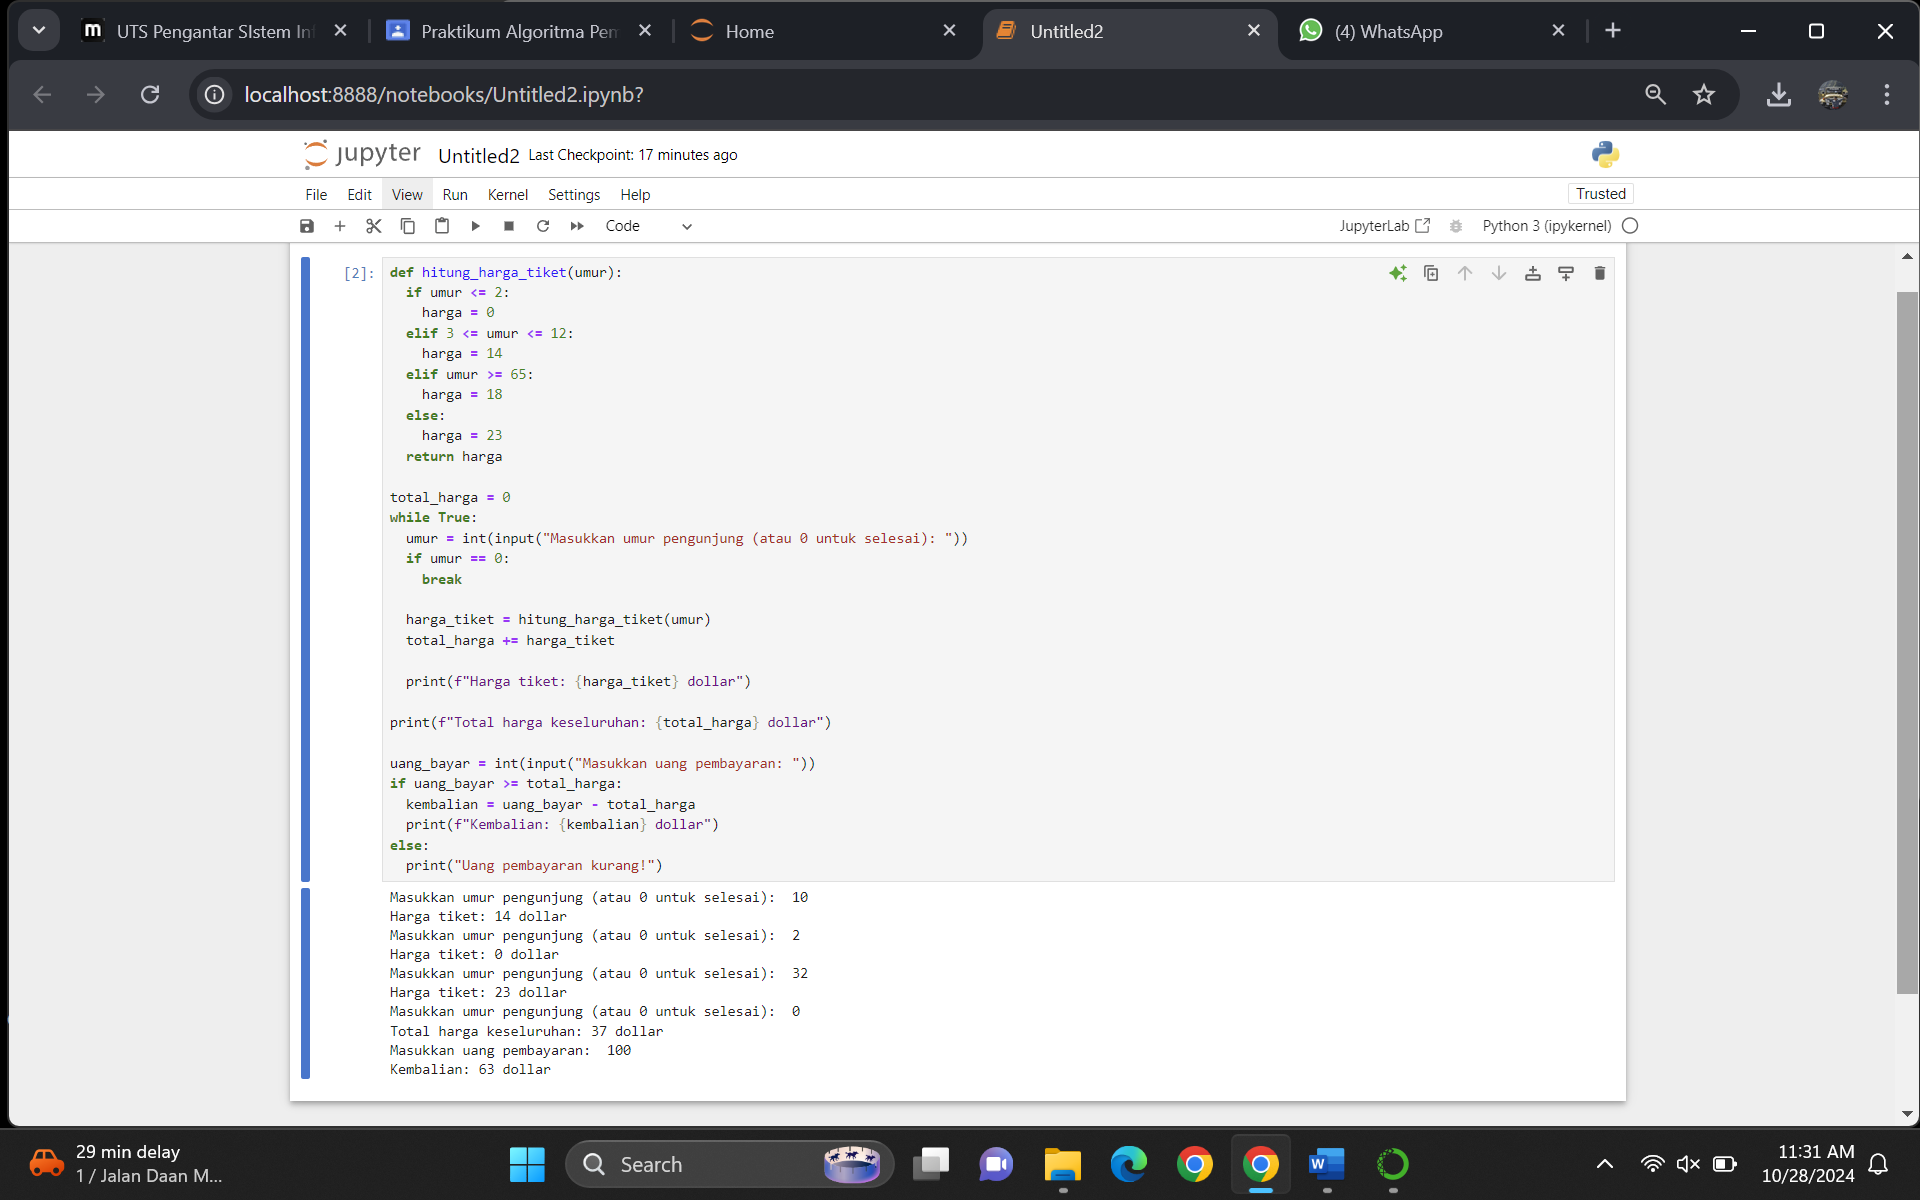 UTS Pengantar SIstem In
Praktikum Algoritma Pem
Home
Untitled2
(4) WhatsApp
localhost:8888/notebooks/Untitled2.ipynb?
jupyter Untitled2 Last Checkpoint: 17 minutes ago
File Edit View Run Kernel Settings Help
Trusted
Code
JupyterLab
Python 3 (ipykernel)
[2]:
def hitung_harga_tiket(umur):
  if umur <= 2:
    harga = 0
  elif 3 <= umur <= 12:
    harga = 14
  elif umur >= 65:
    harga = 18
  else:
    harga = 23
  return harga
total_harga = 0
while True:
  umur = int(input("Masukkan umur pengunjung (atau 0 untuk selesai): "))
  if umur == 0:
    break
  harga_tiket = hitung_harga_tiket(umur)
  total_harga += harga_tiket
  print(f"Harga tiket: {harga_tiket} dollar")
print(f"Total harga keseluruhan: {total_harga} dollar")
uang_bayar = int(input("Masukkan uang pembayaran: "))
if uang_bayar >= total_harga:
  kembalian = uang_bayar - total_harga
  print(f"Kembalian: {kembalian} dollar")
else:
  print("Uang pembayaran kurang!")
Masukkan umur pengunjung (atau 0 untuk selesai):  10
Harga tiket: 14 dollar
Masukkan umur pengunjung (atau 0 untuk selesai):  2
Harga tiket: 0 dollar
Masukkan umur pengunjung (atau 0 untuk selesai):  32
Harga tiket: 23 dollar
Masukkan umur pengunjung (atau 0 untuk selesai):  0
Total harga keseluruhan: 37 dollar
Masukkan uang pembayaran:  100
Kembalian: 63 dollar
29 min delay
1 / Jalan Daan M...
Search
11:31 AM
10/28/2024